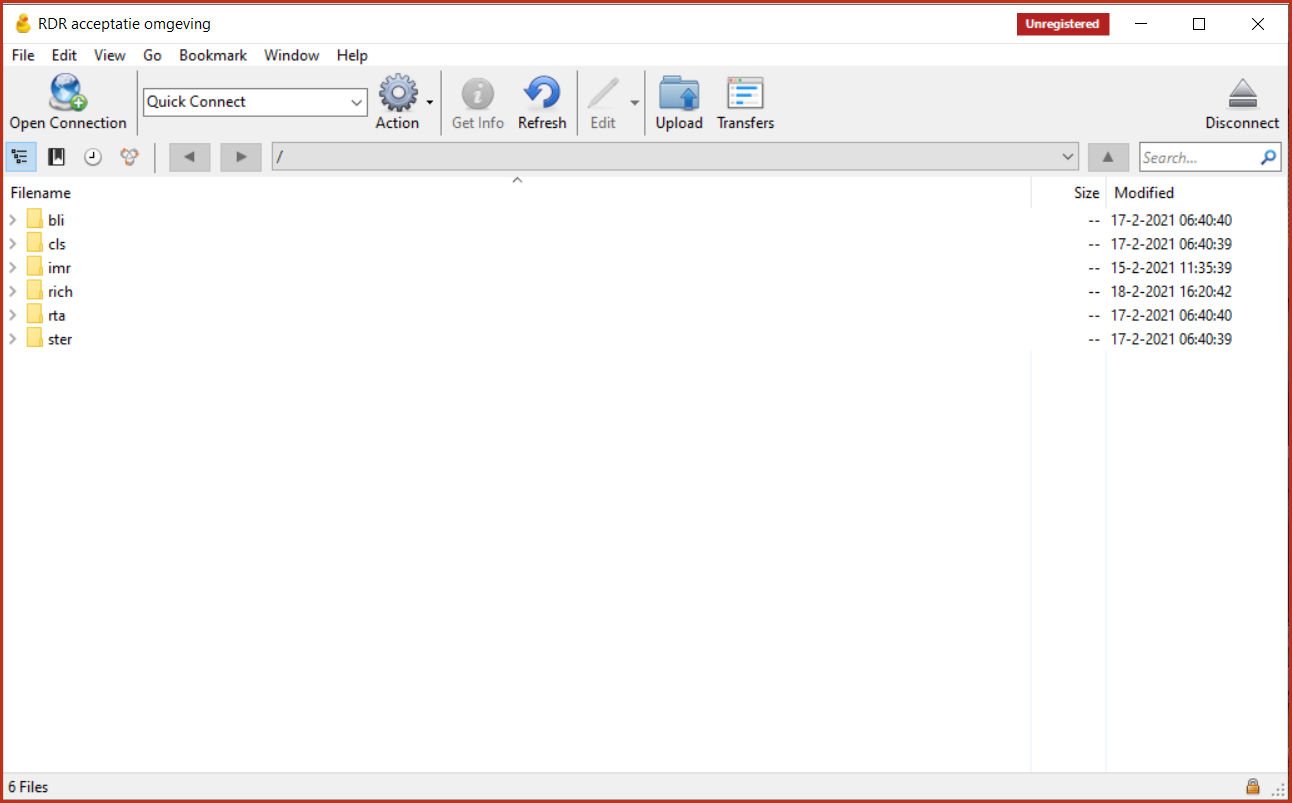 RDR acceptatie omgeving Unregistered
File Edit View Go Bookmark Window Help
Quick Connect
Open Connection Action Get Info Refresh Edit Upload Transfers Disconnect
/ Search...
Filename Size Modified
bli -- 17-2-2021 06:40:40
cls -- 17-2-2021 06:40:39
imr -- 15-2-2021 11:35:39
rich -- 18-2-2021 16:20:42
rta -- 17-2-2021 06:40:40
ster -- 17-2-2021 06:40:39
6 Files